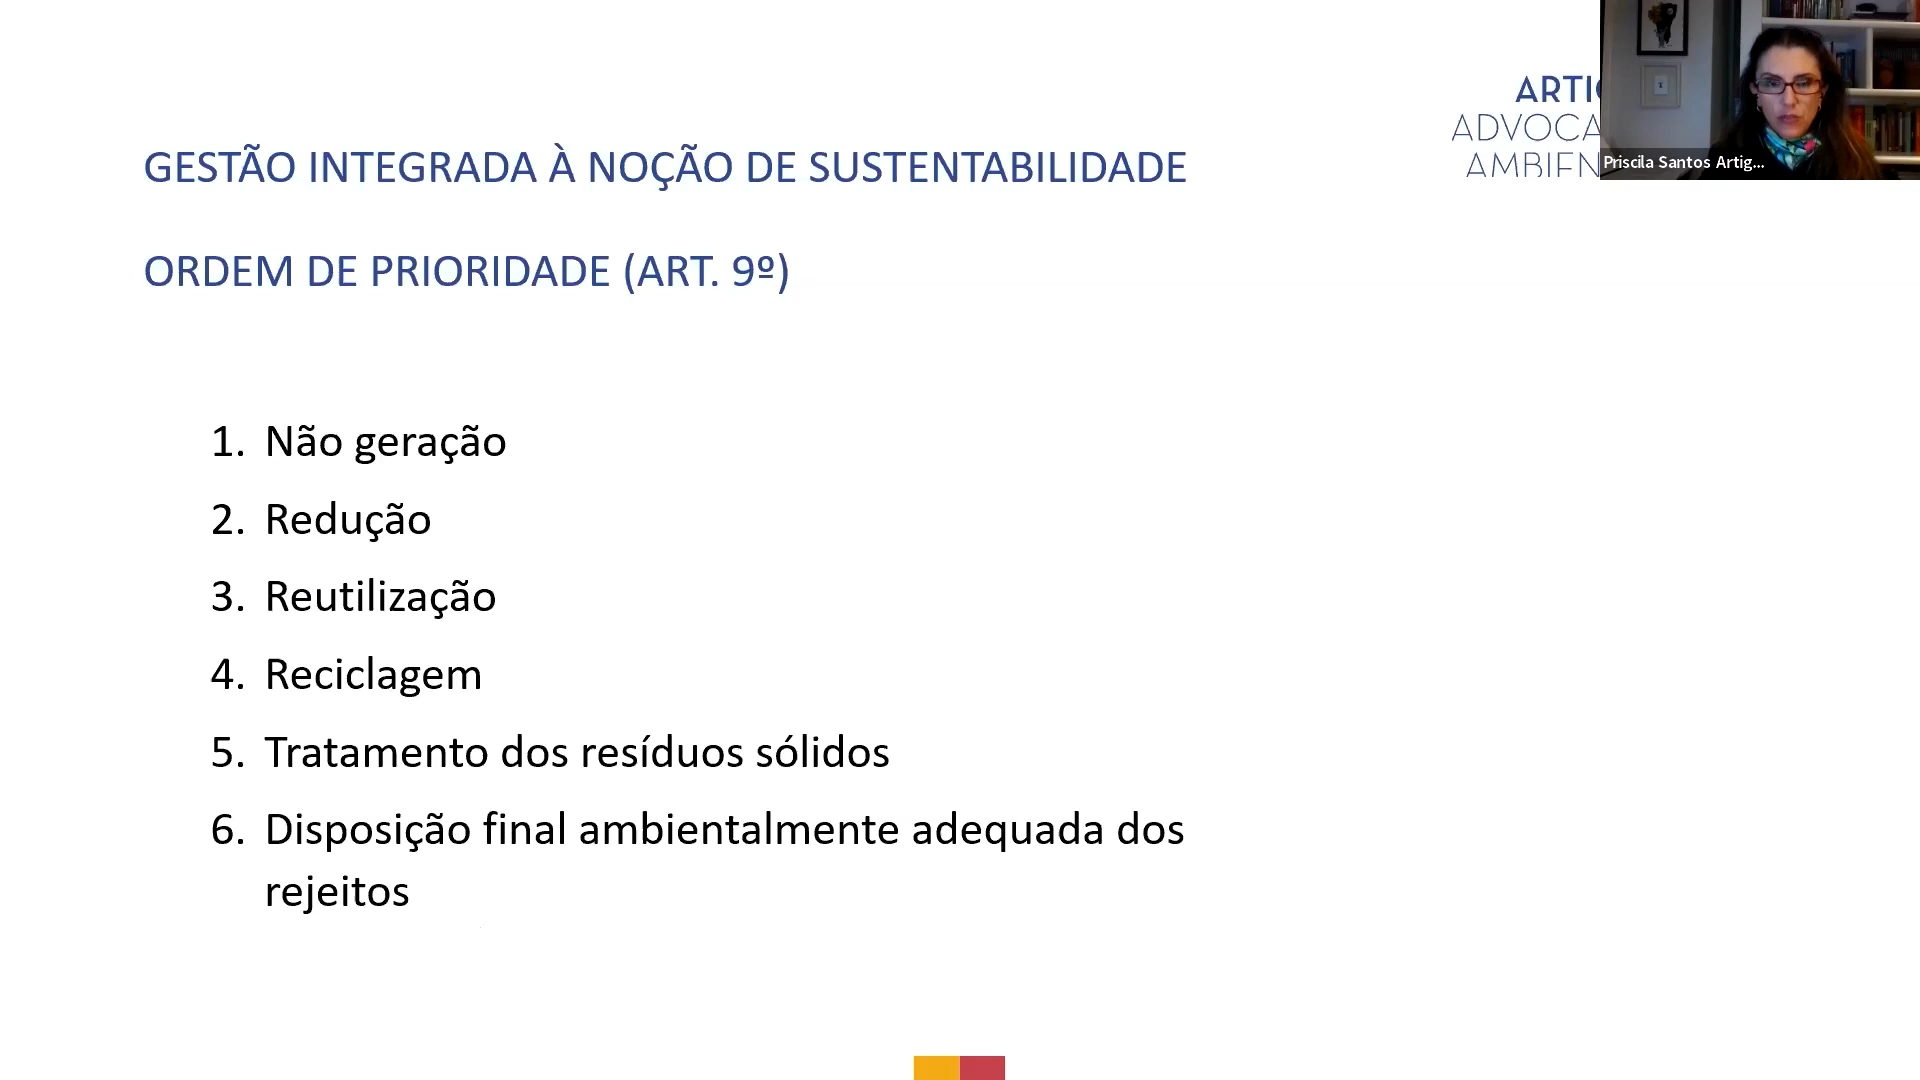 ARTIG
ADVOCA
AMBIEN
Priscila Santos Artig...
GESTÃO INTEGRADA À NOÇÃO DE SUSTENTABILIDADE
ORDEM DE PRIORIDADE (ART. 9º)
1. Não geração
2. Redução
3. Reutilização
4. Reciclagem
5. Tratamento dos resíduos sólidos
6. Disposição final ambientalmente adequada dos
rejeitos